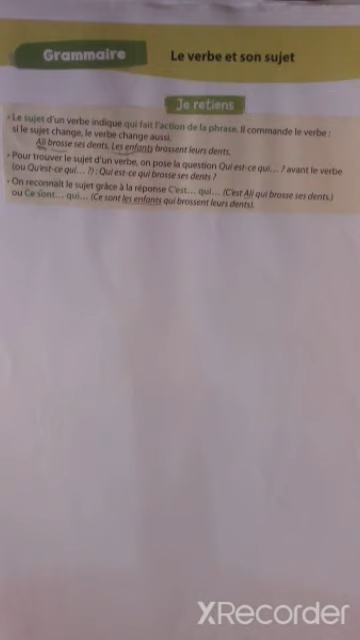 Grammaire
Le verbe et son sujet
Je retiens
• Le sujet d'un verbe indique qui fait l'action de la phrase. Il commande le verbe :
si le sujet change, le verbe change aussi.
Ali brosse ses dents. Les enfants brossent leurs dents.
• Pour trouver le sujet d'un verbe, on pose la question Qui est-ce qui... ? avant le verbe
(ou Qu'est-ce qui... ?) : Qui est-ce qui brosse ses dents ?
• On reconnaît le sujet grâce à la réponse C'est... qui... (C'est Ali qui brosse ses dents.)
ou Ce sont... qui... (Ce sont les enfants qui brossent leurs dents).
XRecorder